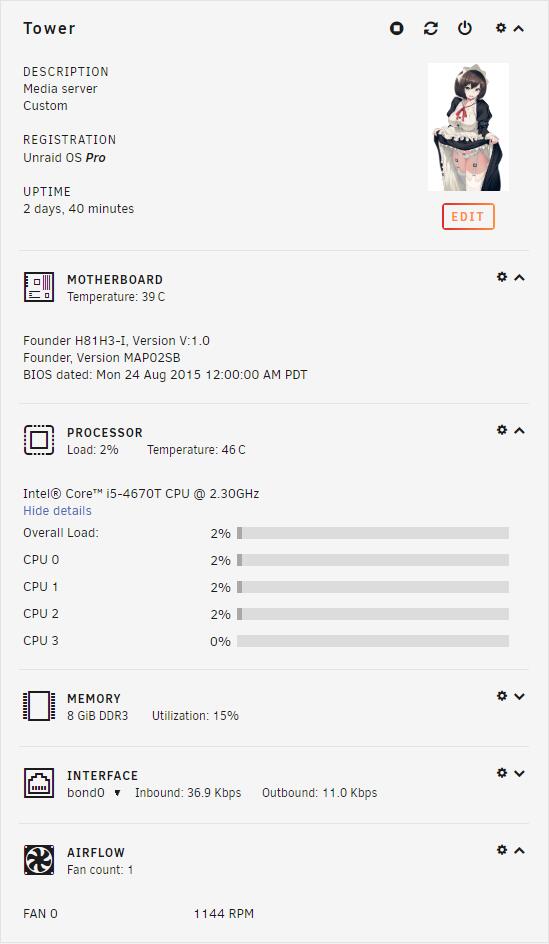 Tower
DESCRIPTION
Media server
Custom
REGISTRATION
Unraid OS Pro
UPTIME
2 days, 40 minutes
EDIT
MOTHERBOARD
Temperature: 39 C
Founder H81H3-I, Version V:1.0
Founder, Version MAP02SB
BIOS dated: Mon 24 Aug 2015 12:00:00 AM PDT
PROCESSOR
Load: 2% Temperature: 46 C
Intel® Core™ i5-4670T CPU @ 2.30GHz
Hide details
Overall Load: 2%
CPU 0 2%
CPU 1 2%
CPU 2 2%
CPU 3 0%
MEMORY
8 GiB DDR3 Utilization: 15%
INTERFACE
bond0 Inbound: 36.9 Kbps Outbound: 11.0 Kbps
AIRFLOW
Fan count: 1
FAN 0 1144 RPM